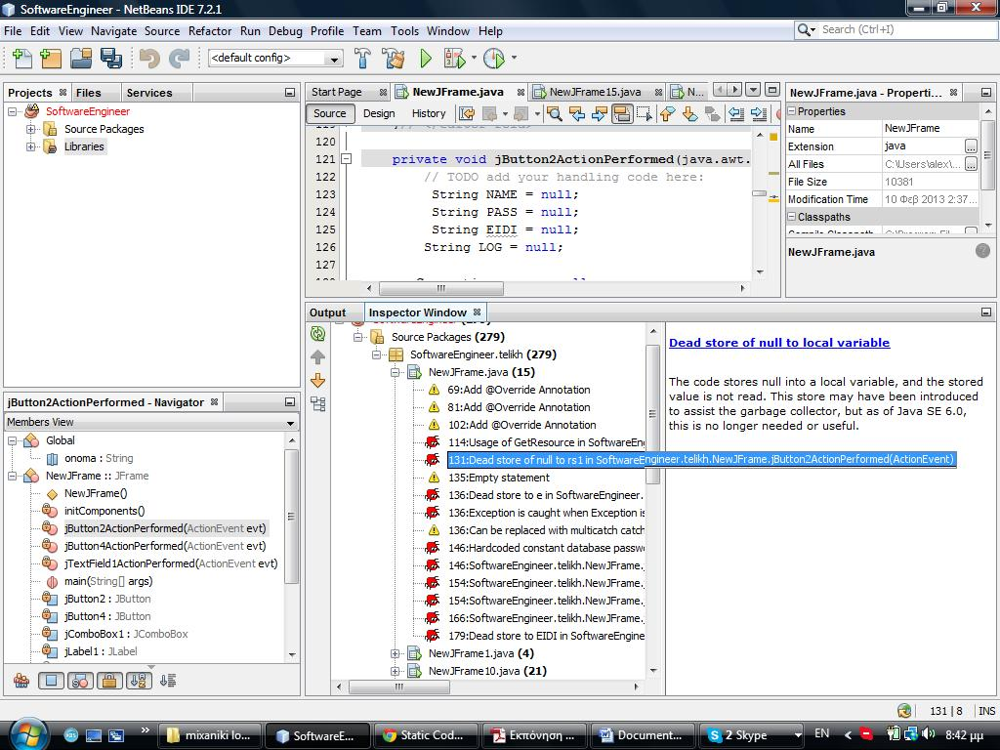 SoftwareEngineer - NetBeans IDE 7.2.1
File Edit View Navigate Source Refactor Run Debug Profile Team Tools Window Help
Search (Ctrl+I)
<default config>
Projects Files Services
SoftwareEngineer
Source Packages
Libraries
Start Page NewJFrame.java NewJFrame15.java N...
Source Design History
120
121 private void jButton2ActionPerformed(java.awt.
122 // TODO add your handling code here:
123 String NAME = null;
124 String PASS = null;
125 String EIDI = null;
126 String LOG = null;
127
NewJFrame.java - Properti...
Properties
Name NewJFrame
Extension java ...
All Files C:\Users\alex\... ...
File Size 10381
Modification Time 10 Φεβ 2013 2:37...
Classpaths
NewJFrame.java
Output Inspector Window
Source Packages (279)
SoftwareEngineer.telikh (279)
NewJFrame.java (15)
69:Add @Override Annotation
81:Add @Override Annotation
102:Add @Override Annotation
114:Usage of GetResource in SoftwareEn
131:Dead store of null to rs1 in SoftwareEngineer.telikh.NewJFrame.jButton2ActionPerformed(ActionEvent)
135:Empty statement
136:Dead store to e in SoftwareEngineer.
136:Exception is caught when Exception is
136:Can be replaced with multicatch catch
146:Hardcoded constant database passw
146:SoftwareEngineer.telikh.NewJFrame.
154:SoftwareEngineer.telikh.NewJFrame.
154:SoftwareEngineer.telikh.NewJFrame.
166:SoftwareEngineer.telikh.NewJFrame.
179:Dead store to EIDI in SoftwareEngine
NewJFrame1.java (4)
NewJFrame10.java (21)
Dead store of null to local variable
The code stores null into a local variable, and the stored
value is not read. This store may have been introduced
to assist the garbage collector, but as of Java SE 6.0,
this is no longer needed or useful.
jButton2ActionPerformed - Navigator
Members View
Global
onoma : String
NewJFrame :: JFrame
NewJFrame()
initComponents()
jButton2ActionPerformed(ActionEvent evt)
jButton4ActionPerformed(ActionEvent evt)
jTextField1ActionPerformed(ActionEvent evt)
main(String[] args)
jButton2 : JButton
jButton4 : JButton
jComboBox1 : JComboBox
jLabel1 : JLabel
131 | 8 INS
mixaniki lo... SoftwareE... Static Cod... Εκπόνηση ... Document... 2 Skype EN 8:42 μμ